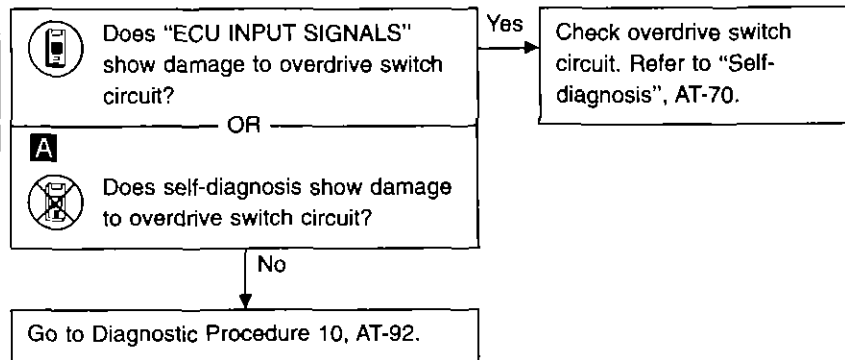 Does “ECU INPUT SIGNALS”
show damage to overdrive switch
circuit?
Yes
Check overdrive switch
circuit. Refer to “Self-
diagnosis”, AT-70.
OR
A
Does self-diagnosis show damage
to overdrive switch circuit?
No
Go to Diagnostic Procedure 10, AT-92.